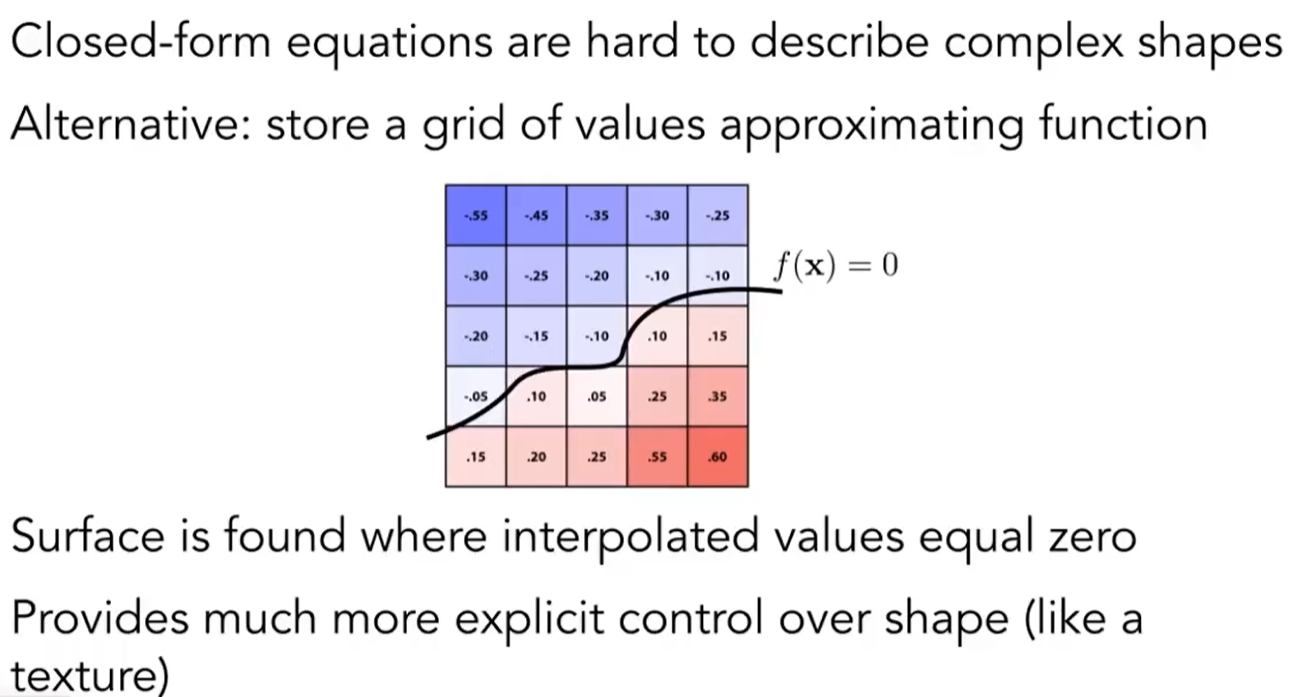 Closed-form equations are hard to describe complex shapes
Alternative: store a grid of values approximating function
-.55 -.45 -.35 -.30 -.25
-.30 -.25 -.20 -.10 -.10
f(x) = 0
-.20 -.15 -.10 .10 .15
-.05 .10 .05 .25 .35
.15 .20 .25 .55 .60
Surface is found where interpolated values equal zero
Provides much more explicit control over shape (like a
texture)